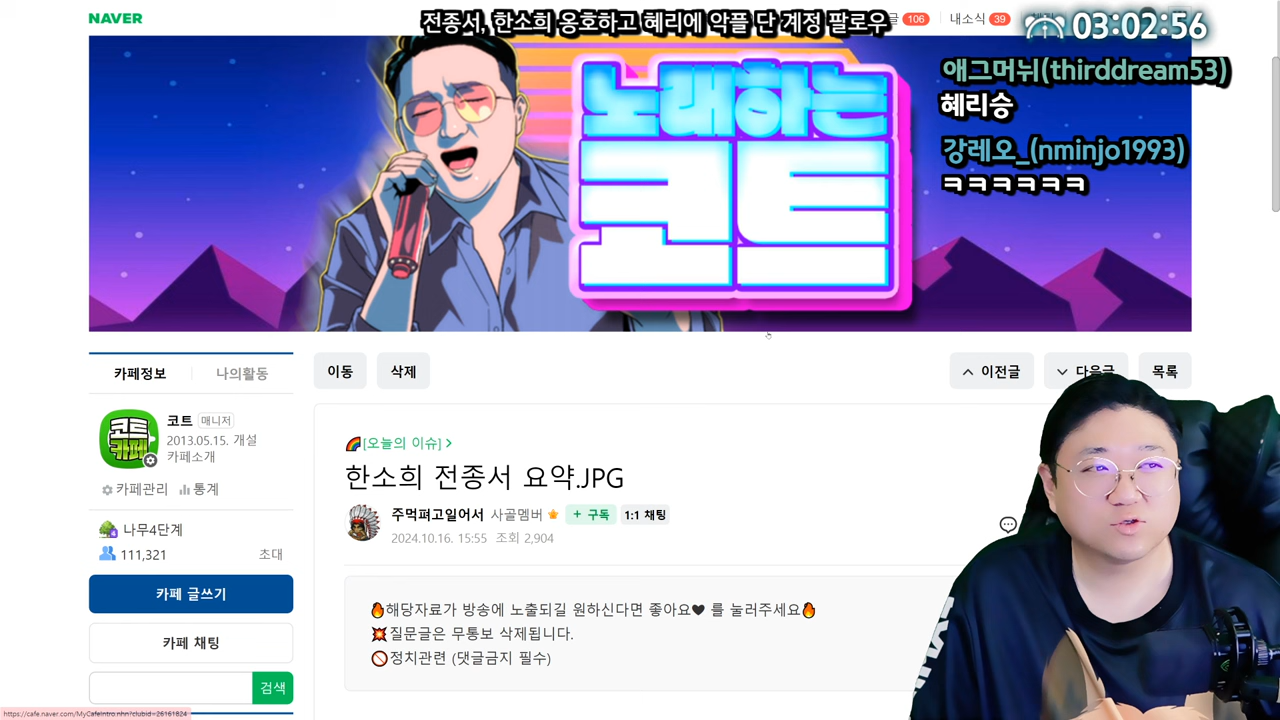 NAVER
전종서, 한소희 옹호하고 혜리에 악플 단 계정 팔로우
글 106
내소식 39
03:02:56
애그머뉘(thirddream53)
혜리승
강레오_(nminjo1993)
ㅋㅋㅋㅋㅋㅋ
노래하는
코트
카페정보
나의활동
이동
삭제
이전글
다음글
목록
코트 매니저
2013.05.15. 개설
카페소개
카페관리
통계
나무4단계
111,321
초대
카페 글쓰기
카페 채팅
검색
[오늘의 이슈]
한소희 전종서 요약.JPG
주먹펴고일어서 사골멤버 + 구독 1:1 채팅
2024.10.16. 15:55 조회 2,904
🔥해당자료가 방송에 노출되길 원하신다면 좋아요🖤 를 눌러주세요🔥
💥질문글은 무통보 삭제됩니다.
🚫정치관련 (댓글금지 필수)
https://cafe.naver.com/MyCafeIntro.nhn?clubid=26161824